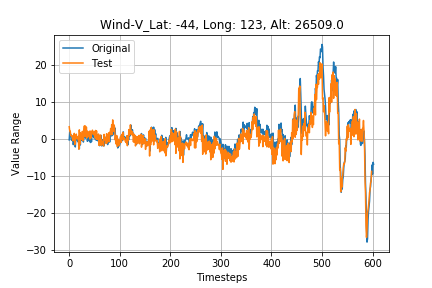 Wind-V_Lat: -44, Long: 123, Alt: 26509.0
Original
Test
Value Range
20
10
0
−10
−20
−30
0 100 200 300 400 500 600
Timesteps